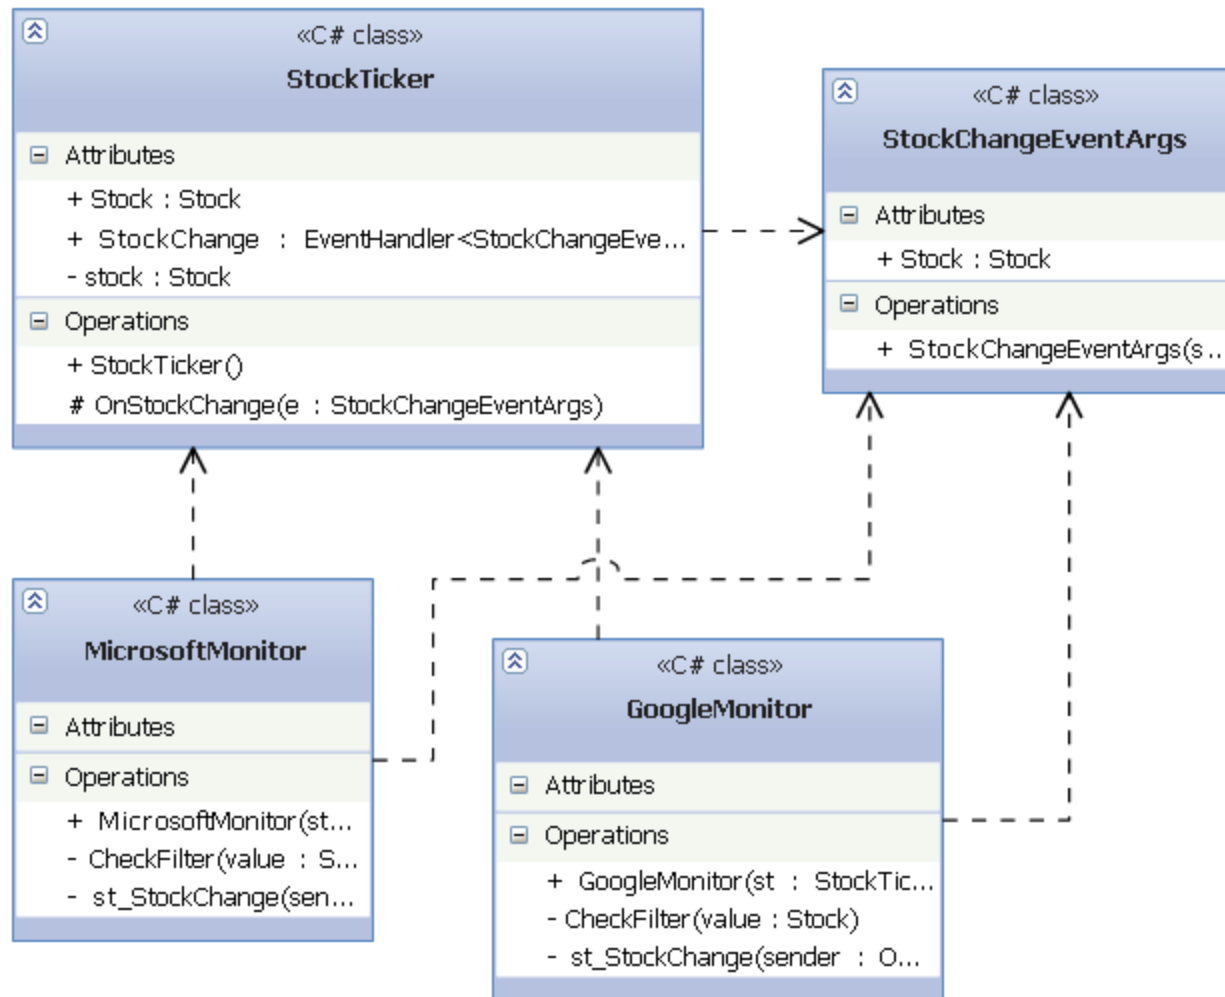 «C# class»
StockTicker
Attributes
+ Stock : Stock
+ StockChange : EventHandler<StockChangeEve...
- stock : Stock
Operations
+ StockTicker()
# OnStockChange(e : StockChangeEventArgs)
«C# class»
StockChangeEventArgs
Attributes
+ Stock : Stock
Operations
+ StockChangeEventArgs(s...
«C# class»
MicrosoftMonitor
Attributes
Operations
+ MicrosoftMonitor(st...
- CheckFilter(value : S...
- st_StockChange(sen...
«C# class»
GoogleMonitor
Attributes
Operations
+ GoogleMonitor(st : StockTic...
- CheckFilter(value : Stock)
- st_StockChange(sender : O...